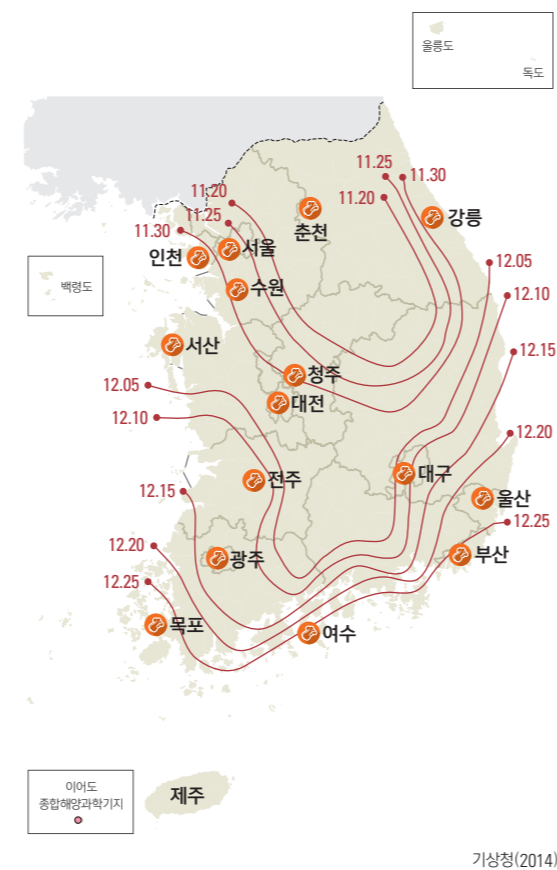 울릉도
독도
11.25
11.30
11.20
11.20
11.25
11.30
강릉
춘천
서울
인천
12.05
백령도
수원
12.10
서산
12.15
청주
12.05
대전
12.10
12.20
대구
전주
12.15
울산
12.25
12.20
광주
부산
12.25
목포
여수
이어도
종합해양과학기지
제주
기상청(2014)